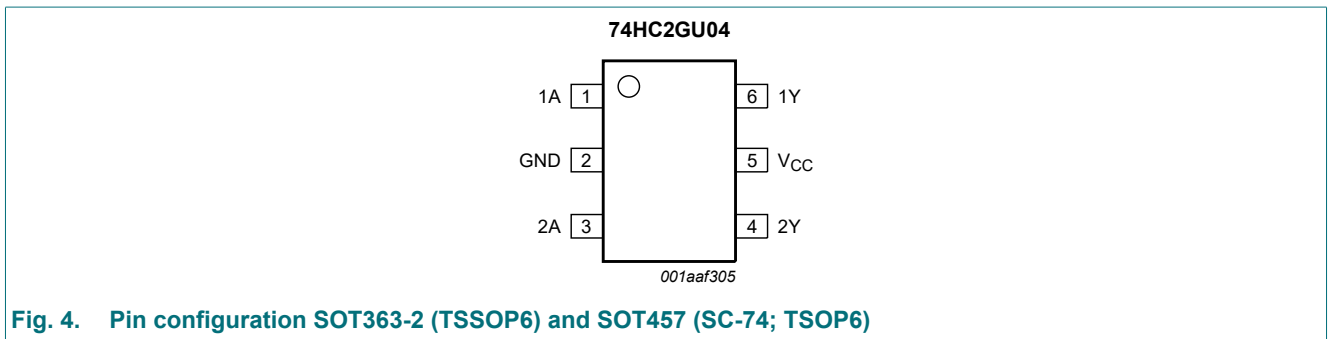 74HC2GU04
1A 1 6 1Y
GND 2 5 VCC
2A 3 4 2Y
001aaf305
Fig. 4. Pin configuration SOT363-2 (TSSOP6) and SOT457 (SC-74; TSOP6)